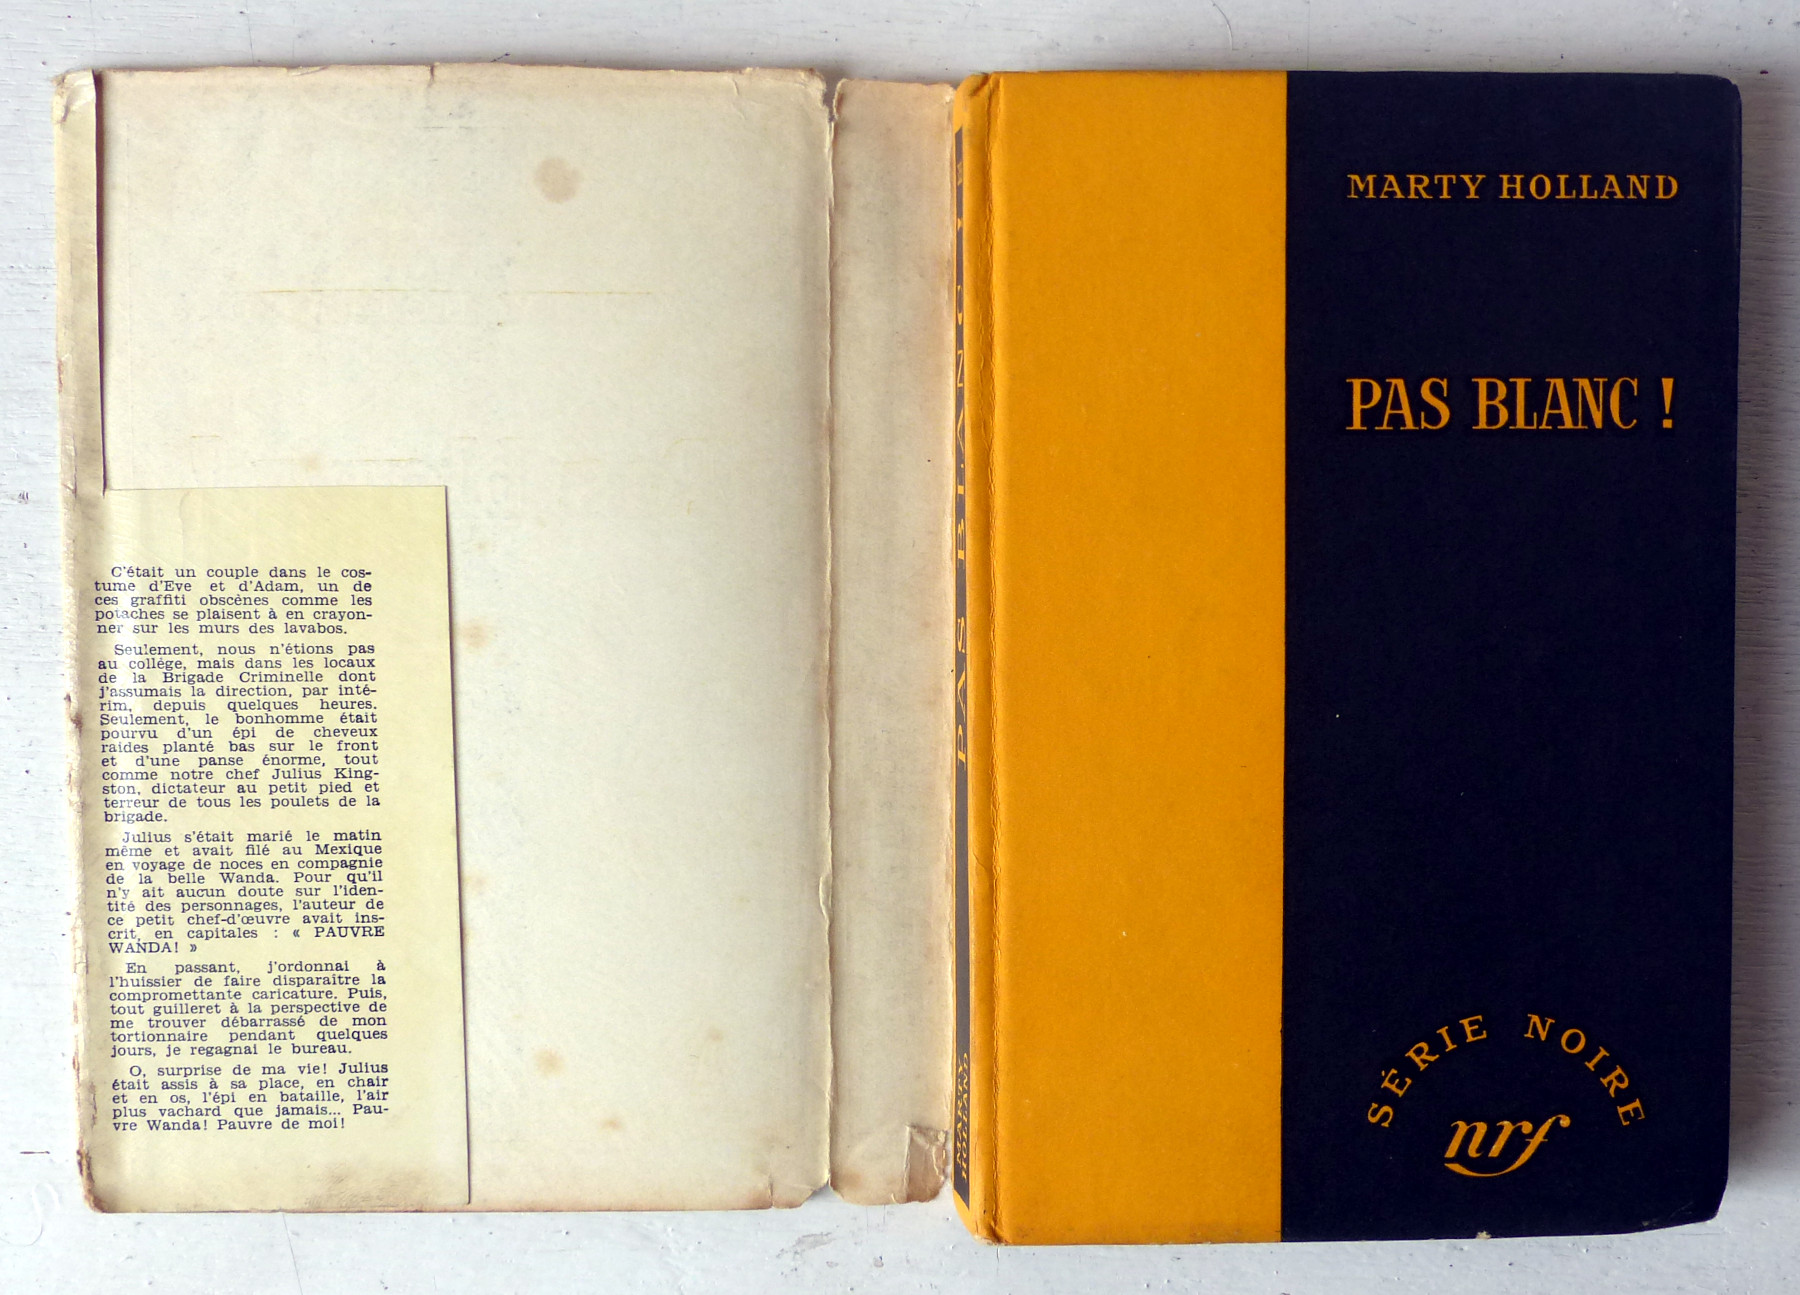 C'était un couple dans le cos-
tume d'Eve et d'Adam, un de
ces graffiti obscènes comme les
potaches se plaisent à en crayon-
ner sur les murs des lavabos.
Seulement, nous n'étions pas
au collège, mais dans les locaux
de la Brigade Criminelle dont
j'assumais la direction, par inté-
rim, depuis quelques heures.
Seulement, le bonhomme était
pourvu d'un épi de cheveux
raides planté bas sur le front
et d'une panse énorme, tout
comme notre chef Julius King-
ston, dictateur au petit pied et
terreur de tous les poulets de la
brigade.
Julius s'était marié le matin
même et avait filé au Mexique
en voyage de noces en compagnie
de la belle Wanda. Pour qu'il
n'y ait aucun doute sur l'iden-
tité des personnages, l'auteur de
ce petit chef-d'œuvre avait ins-
crit, en capitales : « PAUVRE
WANDA! »
En passant, j'ordonnai à
l'huissier de faire disparaître la
compromettante caricature. Puis,
tout guilleret à la perspective de
me trouver débarrassé de mon
tortionnaire pendant quelques
jours, je regagnai le bureau.
O, surprise de ma vie! Julius
était assis à sa place, en chair
et en os, l'épi en bataille, l'air
plus vachard que jamais... Pau-
vre Wanda! Pauvre de moi!
PAS BLANC !
MARTY
HOLLAND
MARTY HOLLAND
PAS BLANC !
SÉRIE NOIRE
nrf